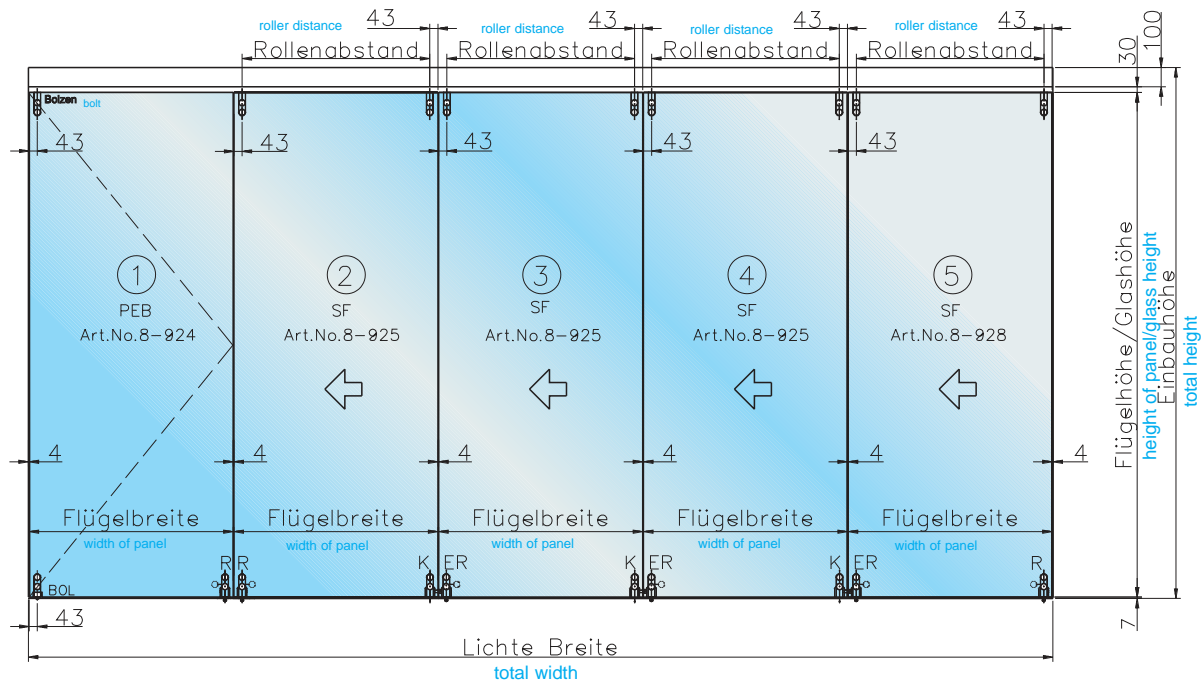 43 43 43 43
roller distance roller distance roller distance roller distance
Rollenabstand Rollenabstand Rollenabstand Rollenabstand
30 100
Bolzen bolt
43 43 43 43 43
1 2 3 4 5
PEB SF SF SF SF
Art.No.8-924 Art.No.8-925 Art.No.8-925 Art.No.8-925 Art.No.8-928
Flügelhöhe/Glashöhe
height of panel/glass height
Einbauhöhe
total height
4 4 4 4 4 4
Flügelbreite Flügelbreite Flügelbreite Flügelbreite Flügelbreite
width of panel width of panel width of panel width of panel width of panel
R R K ER K ER K ER R
BOL
43 7
Lichte Breite
total width